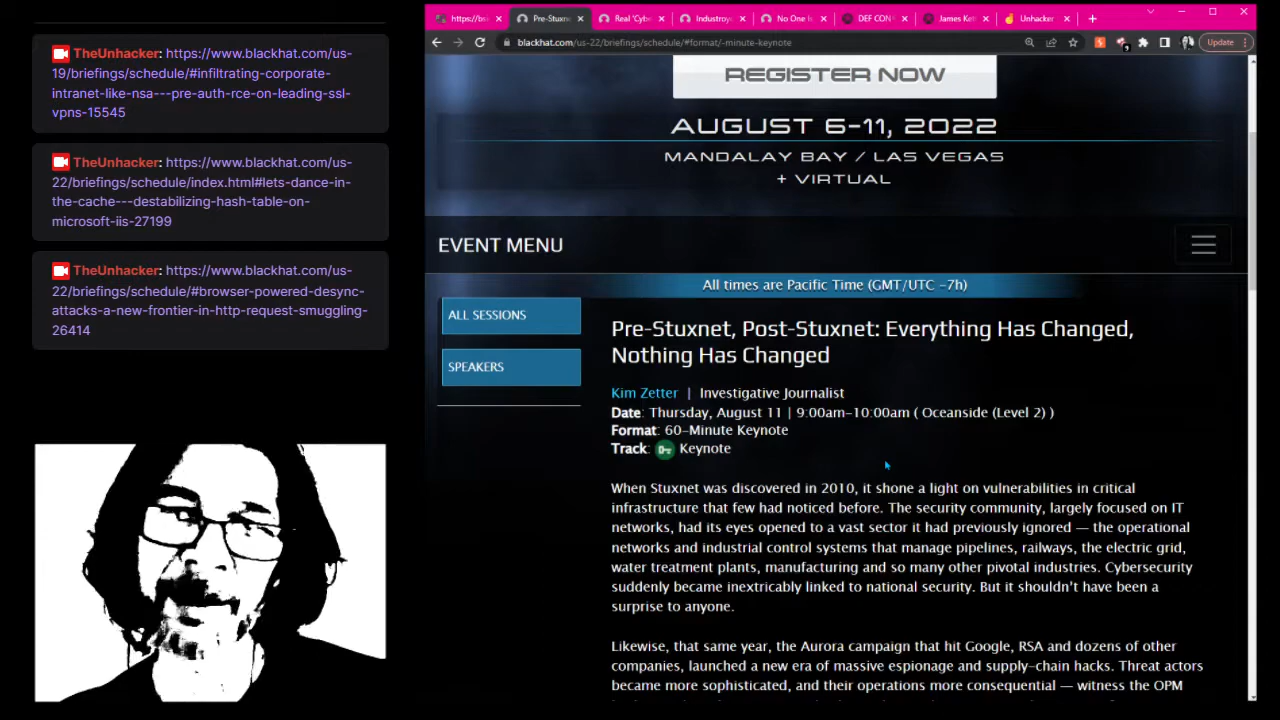 TheUnhacker: https://www.blackhat.com/us-
19/briefings/schedule/#infiltrating-corporate-
intranet-like-nsa---pre-auth-rce-on-leading-ssl-
vpns-15545
TheUnhacker: https://www.blackhat.com/us-
22/briefings/schedule/index.html#lets-dance-in-
the-cache---destabilizing-hash-table-on-
microsoft-iis-27199
TheUnhacker: https://www.blackhat.com/us-
22/briefings/schedule/#browser-powered-desync-
attacks-a-new-frontier-in-http-request-smuggling-
26414
Pre-Stuxn
Real 'Cyb
Industroy
No One
DEF CON
James Ket
Unhacker
blackhat.com/us-22/briefings/schedule/#format/-minute-keynote
Update
REGISTER NOW
AUGUST 6-11, 2022
MANDALAY BAY / LAS VEGAS
+ VIRTUAL
EVENT MENU
All times are Pacific Time (GMT/UTC -7h)
ALL SESSIONS
SPEAKERS
Pre-Stuxnet, Post-Stuxnet: Everything Has Changed,
Nothing Has Changed
Kim Zetter | Investigative Journalist
Date: Thursday, August 11 | 9:00am-10:00am ( Oceanside (Level 2) )
Format: 60-Minute Keynote
Track: Keynote
When Stuxnet was discovered in 2010, it shone a light on vulnerabilities in critical
infrastructure that few had noticed before. The security community, largely focused on IT
networks, had its eyes opened to a vast sector it had previously ignored — the operational
networks and industrial control systems that manage pipelines, railways, the electric grid,
water treatment plants, manufacturing and so many other pivotal industries. Cybersecurity
suddenly became inextricably linked to national security. But it shouldn't have been a
surprise to anyone.
Likewise, that same year, the Aurora campaign that hit Google, RSA and dozens of other
companies, launched a new era of massive espionage and supply-chain hacks. Threat actors
became more sophisticated, and their operations more consequential — witness the OPM